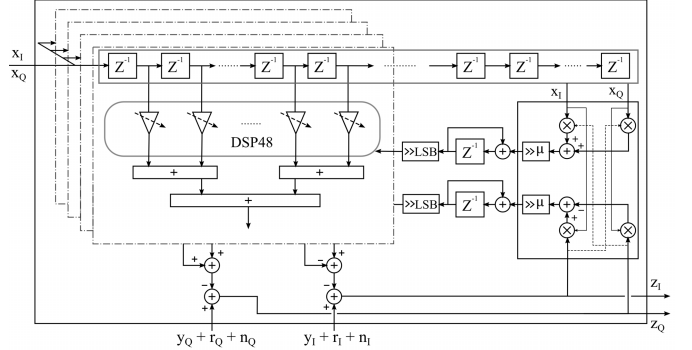 x_I
x_Q
Z⁻¹ Z⁻¹ Z⁻¹ Z⁻¹ Z⁻¹ Z⁻¹ Z⁻¹
x_I x_Q
DSP48
>>LSB Z⁻¹ + >>μ + +
+
+ +
+
>>LSB Z⁻¹ + >>μ + −
+
+ + − +
+ +
− −
+ +
+ +
z_I
z_Q
y_Q + r_Q + n_Q y_I + r_I + n_I